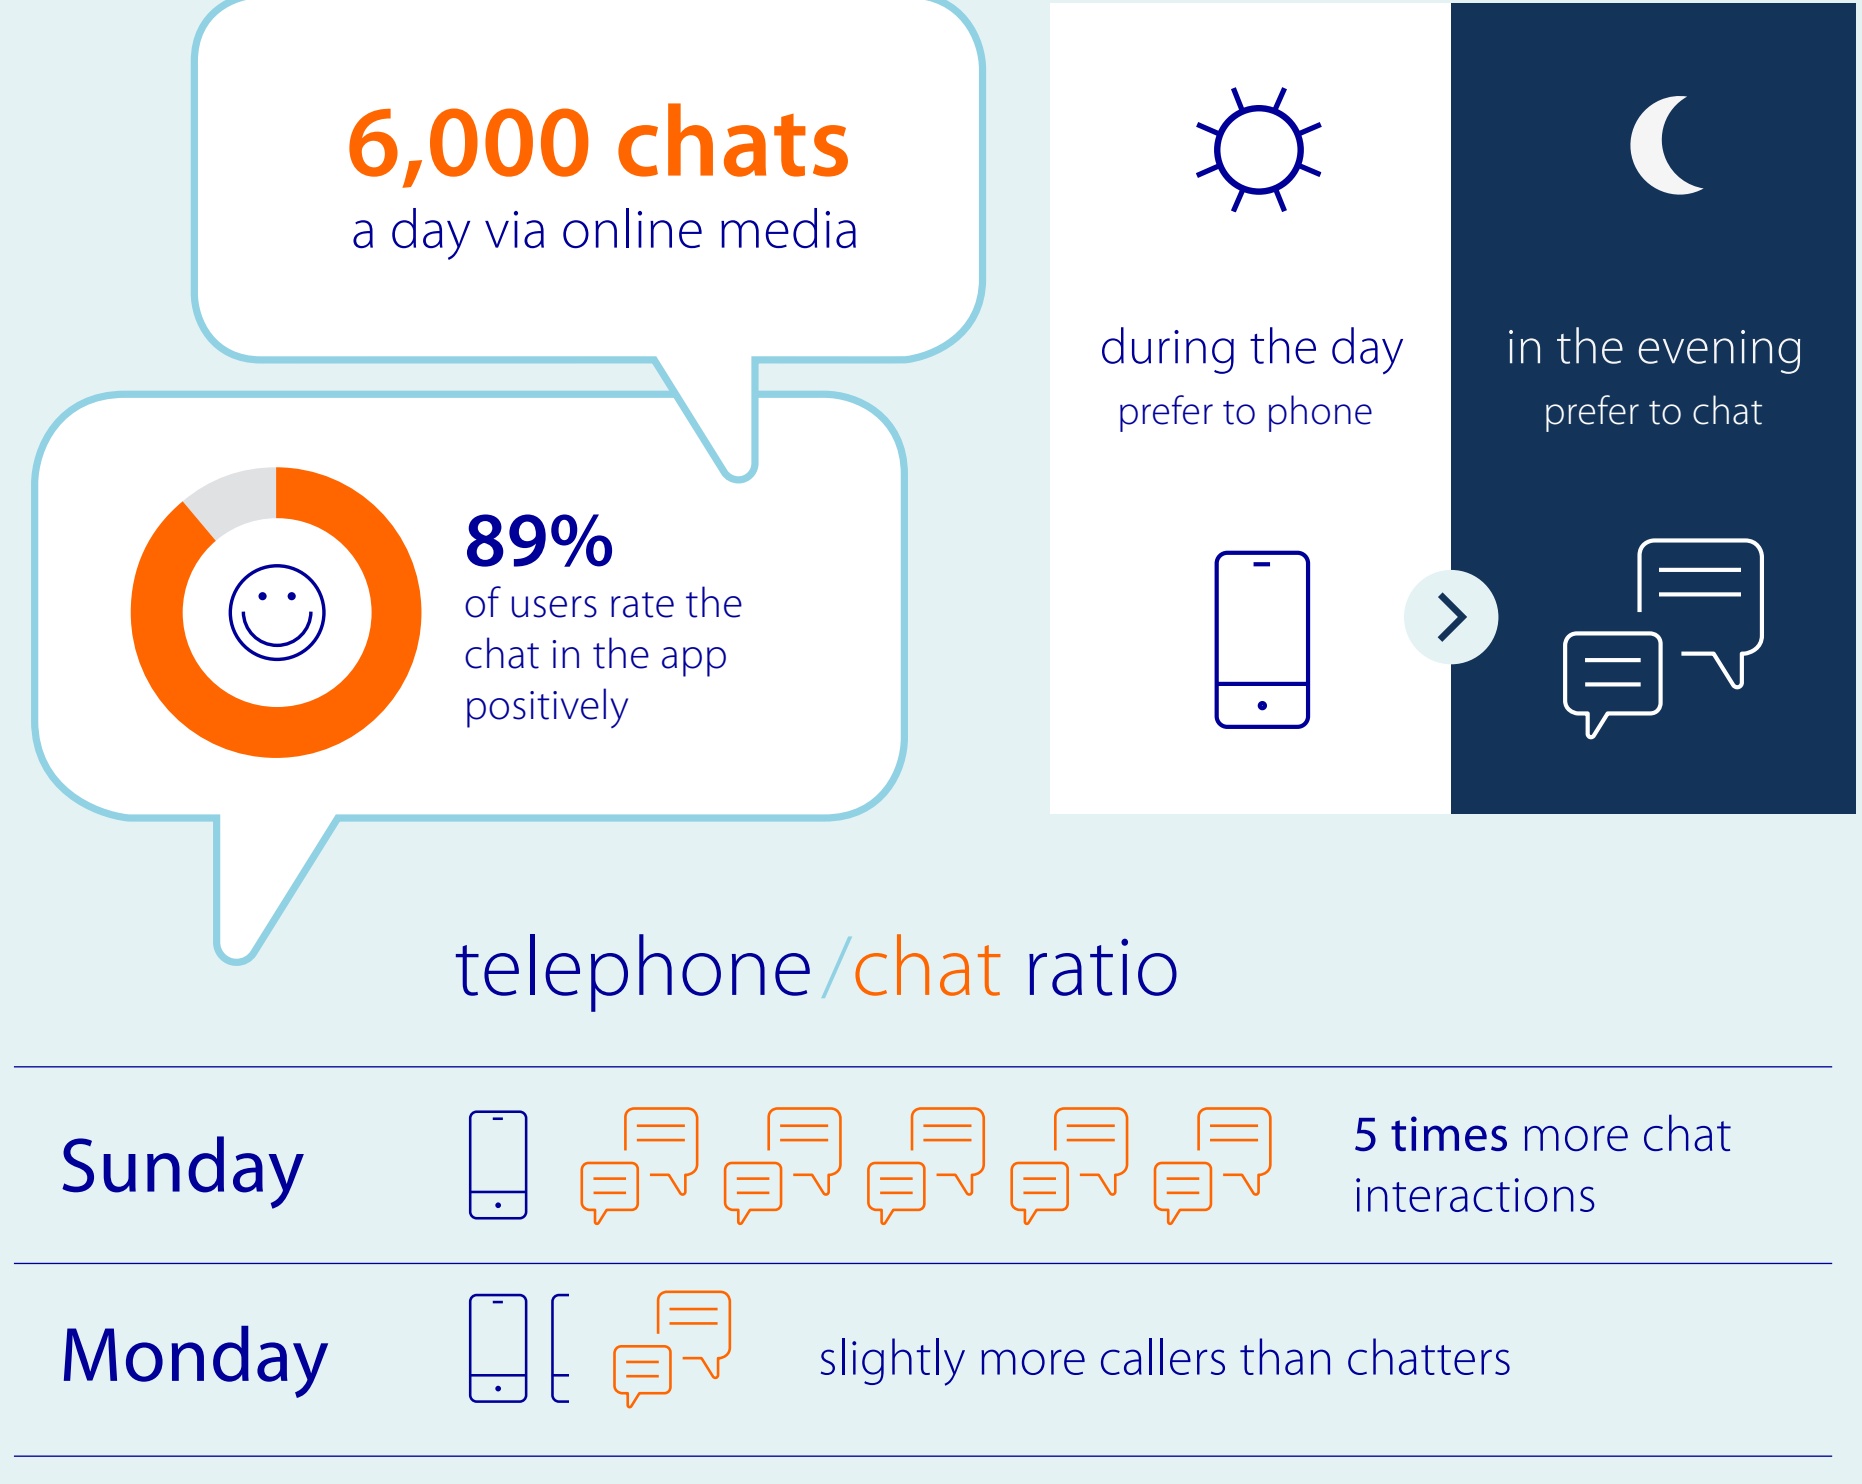 6,000 chats
a day via online media
89%
of users rate the
chat in the app
positively
during the day
prefer to phone
in the evening
prefer to chat
telephone/chat ratio
Sunday
5 times more chat
interactions
Monday
slightly more callers than chatters